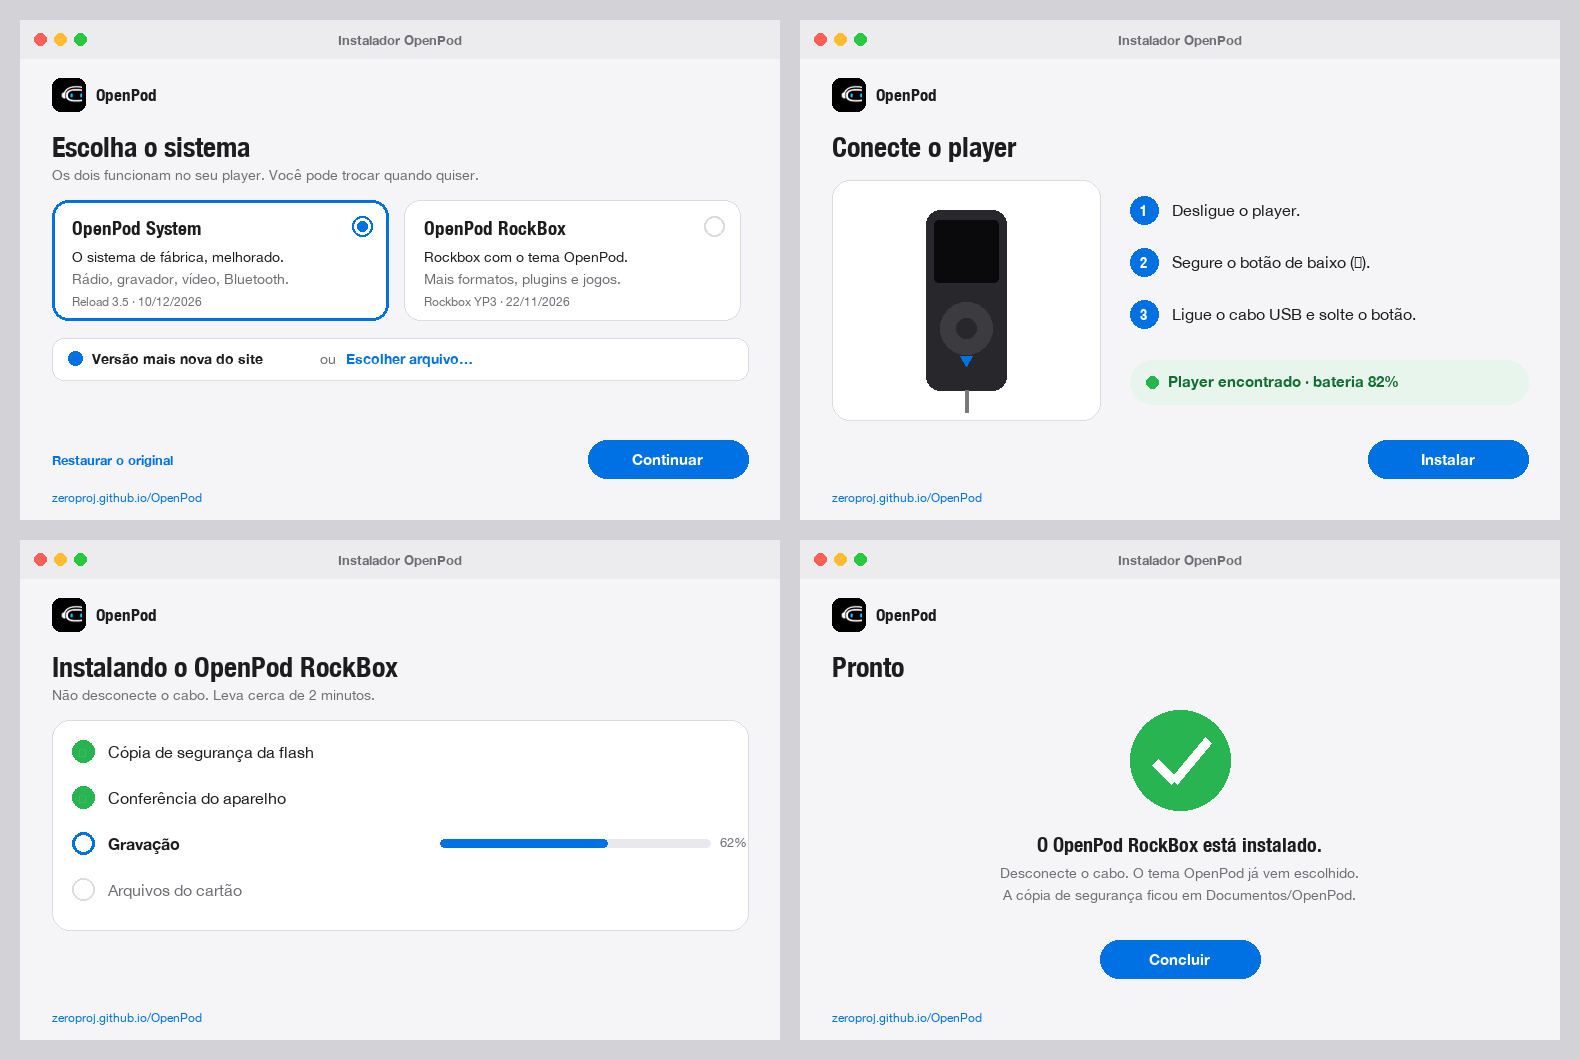 Instalador OpenPod
OpenPod
Escolha o sistema
Os dois funcionam no seu player. Você pode trocar quando quiser.
OpenPod System
O sistema de fábrica, melhorado.
Rádio, gravador, vídeo, Bluetooth.
Reload 3.5 · 10/12/2026
OpenPod RockBox
Rockbox com o tema OpenPod.
Mais formatos, plugins e jogos.
Rockbox YP3 · 22/11/2026
Versão mais nova do site ou Escolher arquivo...
Restaurar o original
Continuar
zeroproj.github.io/OpenPod
Instalador OpenPod
OpenPod
Conecte o player
1 Desligue o player.
2 Segure o botão de baixo (▯).
3 Ligue o cabo USB e solte o botão.
Player encontrado · bateria 82%
Instalar
zeroproj.github.io/OpenPod
Instalador OpenPod
OpenPod
Instalando o OpenPod RockBox
Não desconecte o cabo. Leva cerca de 2 minutos.
Cópia de segurança da flash
Conferência do aparelho
Gravação 62%
Arquivos do cartão
zeroproj.github.io/OpenPod
Instalador OpenPod
OpenPod
Pronto
O OpenPod RockBox está instalado.
Desconecte o cabo. O tema OpenPod já vem escolhido.
A cópia de segurança ficou em Documentos/OpenPod.
Concluir
zeroproj.github.io/OpenPod